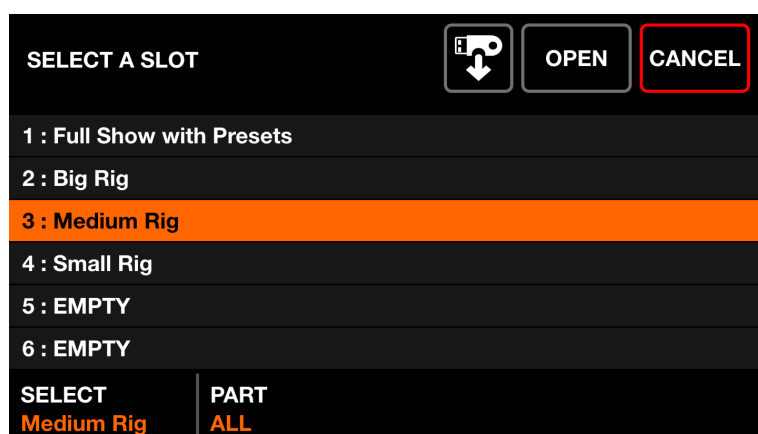 SELECT A SLOT
OPEN
CANCEL
1 : Full Show with Presets
2 : Big Rig
3 : Medium Rig
4 : Small Rig
5 : EMPTY
6 : EMPTY
SELECT
PART
Medium Rig
ALL